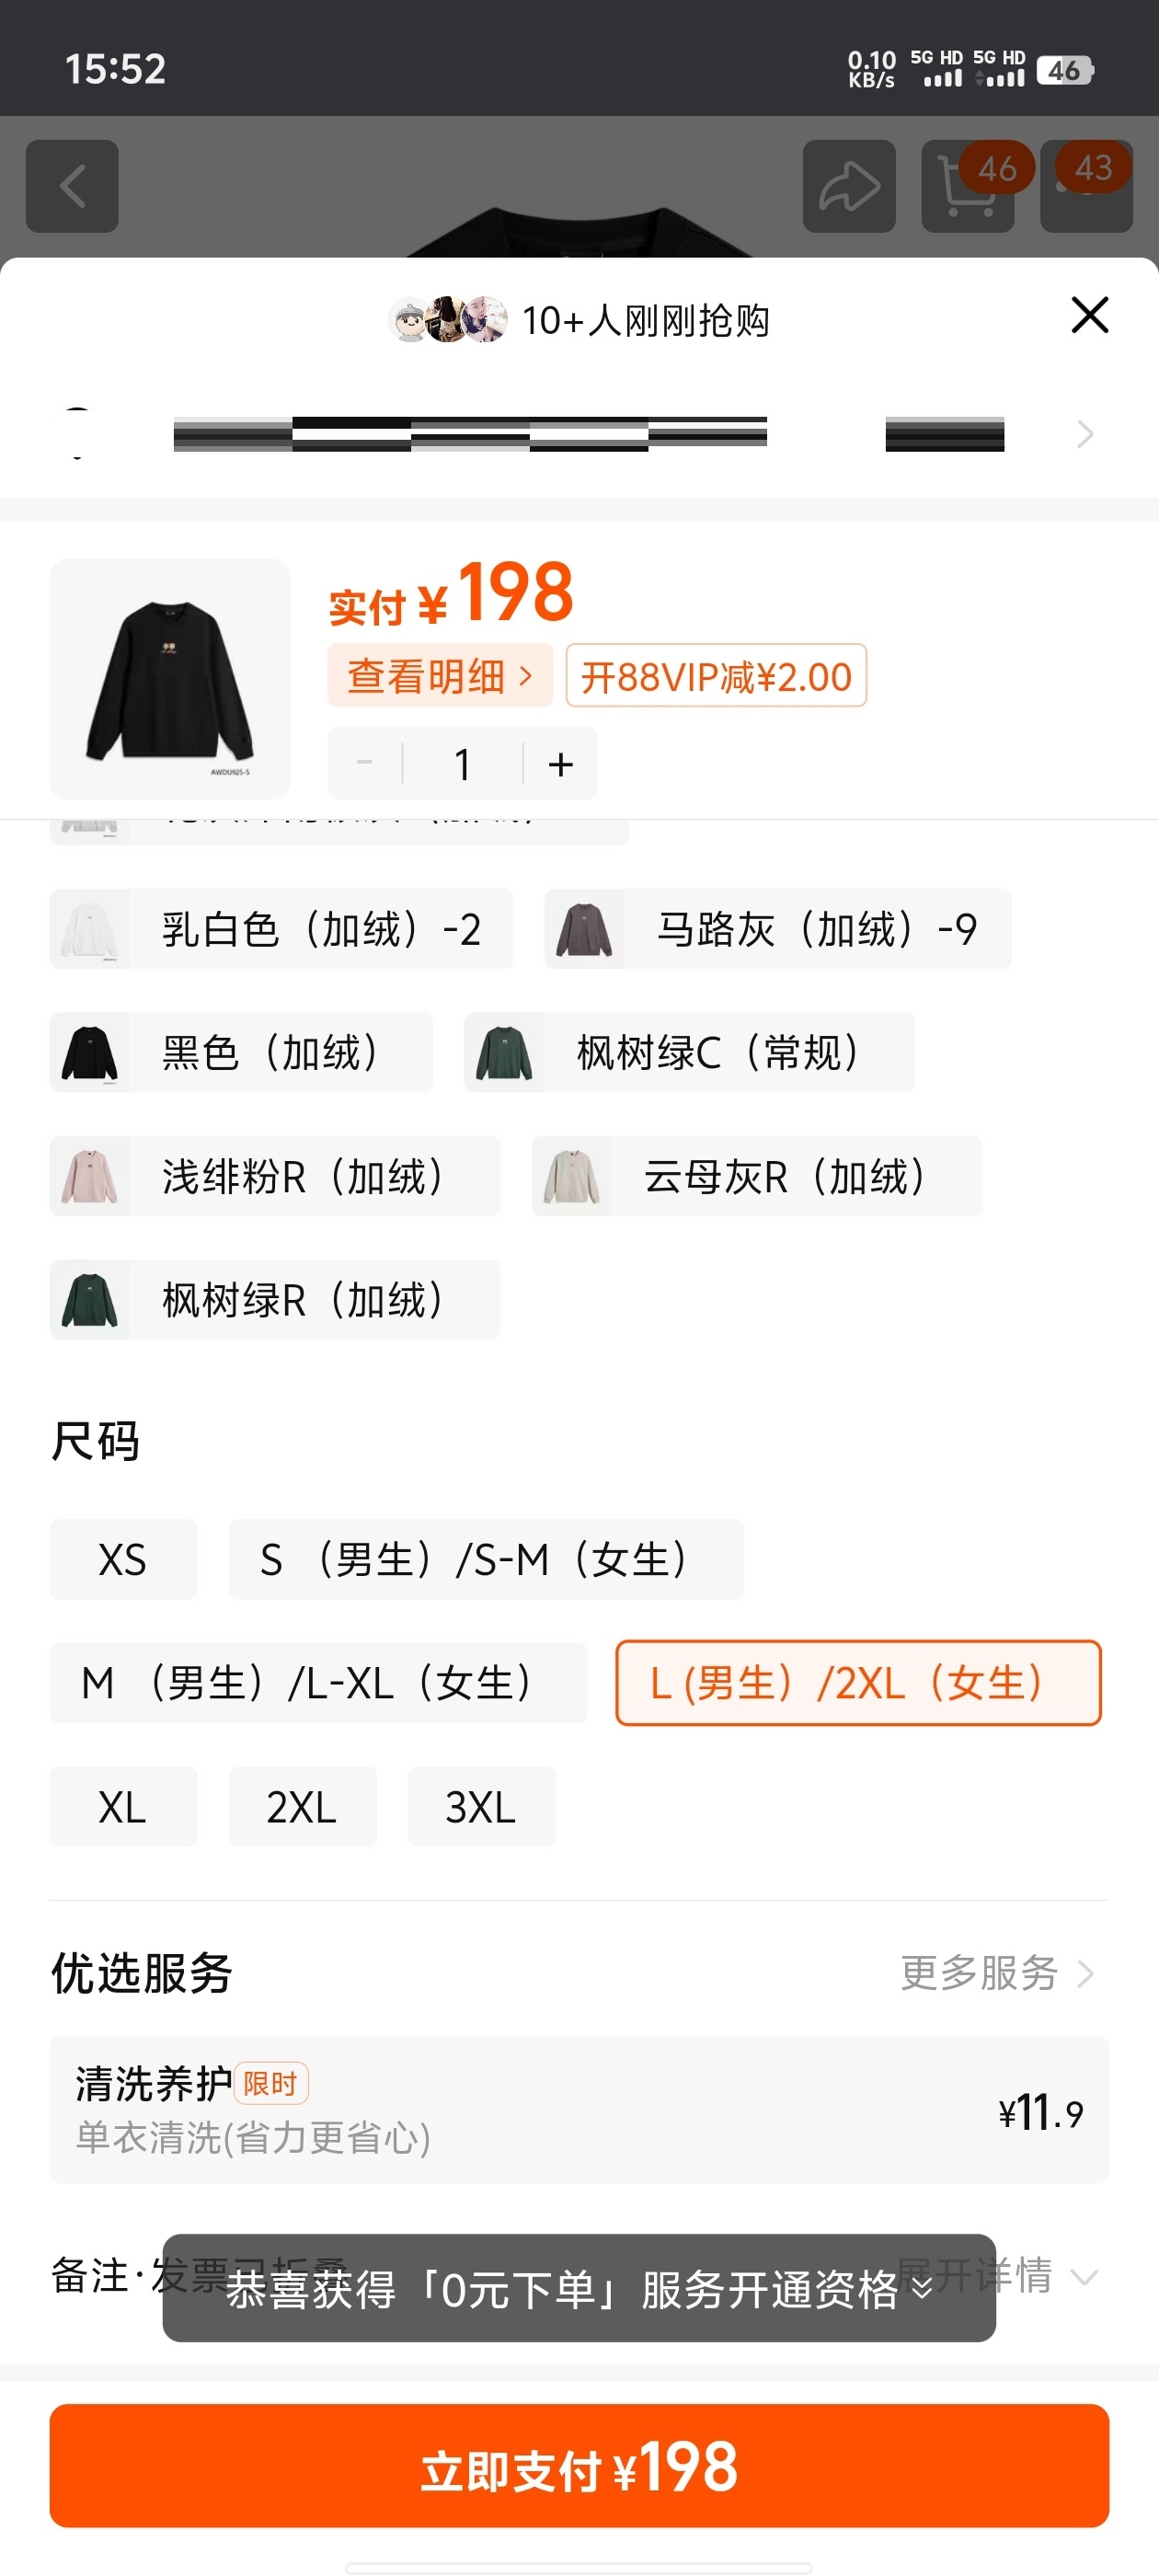 15:52
0.10 KB/s 5G HD 5G HD 46
46 43
10+人刚刚抢购
实付¥198
查看明细 开88VIP减¥2.00
- 1 +
AWDU925-5
乳白色（加绒）-2 马路灰（加绒）-9
黑色（加绒） 枫树绿C（常规）
浅绯粉R（加绒） 云母灰R（加绒）
枫树绿R（加绒）
尺码
XS S （男生）/S-M（女生）
M （男生）/L-XL（女生） L (男生）/2XL（女生）
XL 2XL 3XL
优选服务 更多服务
清洗养护 限时
单衣清洗(省力更省心)
¥11.9
备注·发票已折叠 展开详情
恭喜获得「0元下单」服务开通资格
立即支付 ¥198